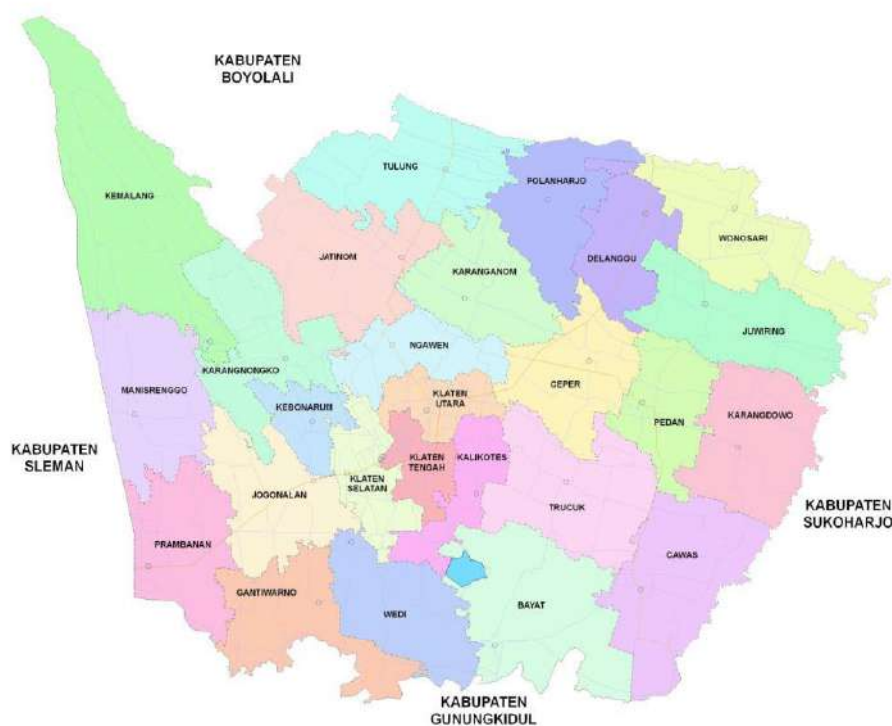 KABUPATEN
BOYOLALI
TULUNG
POLANHARJO
KEMALANG
WONOSARI
JATINOM
DELANGGU
KARANGANOM
JUWIRING
NGAWEN
KARANGNONGKO
CEPER
MANISRENGGO
KEBONARUM
KLATEN
UTARA
PEDAN
KARANGDOWO
KABUPATEN
SLEMAN
KLATEN
TENGAH
KALIKOTES
KLATEN
SELATAN
JOGONALAN
TRUCUK
KABUPATEN
SUKOHARJO
PRAMBANAN
CAWAS
GANTIWARNO
BAYAT
WEDI
KABUPATEN
GUNUNGKIDUL